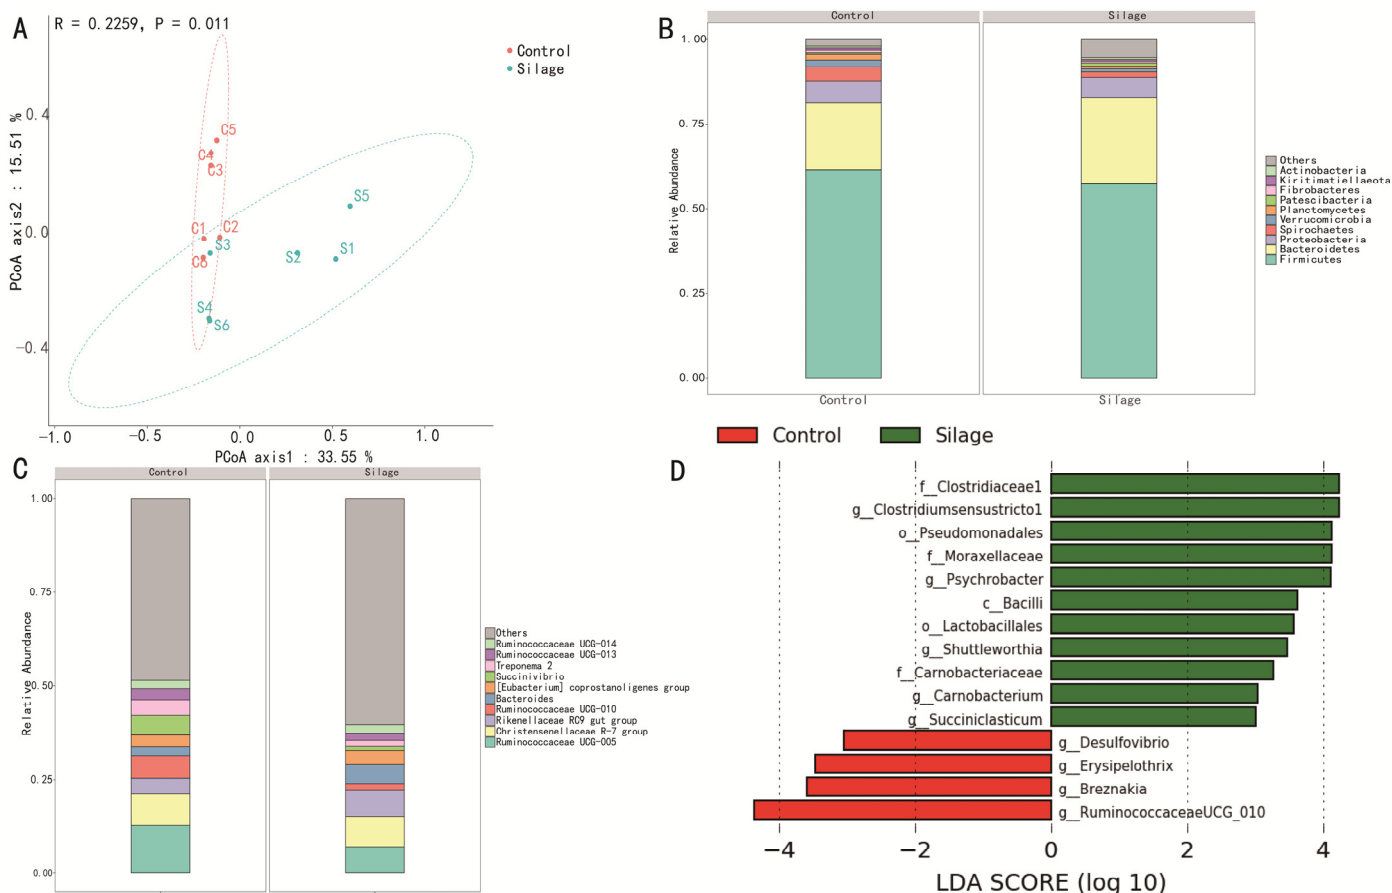 A
R = 0.2259, P = 0.011
Control
Silage
PCoA axis2 : 15.51 %
0.4
0.0
−0.4
C5
C4
C3
C1
C2
S3
C6
S4
S6
S5
S2
S1
−1.0
−0.5
0.0
0.5
1.0
PCoA axis1 : 33.55 %
B
Control
Silage
Relative Abundance
1.00
0.75
0.50
0.25
0.00
Control
Silage
Others
Actinobacteria
Kiritimatiellaeota
Fibrobacteres
Patescibacteria
Planctomycetes
Verrucomicrobia
Spirochaetes
Proteobacteria
Bacteroidetes
Firmicutes
C
Control
Silage
Relative Abundance
1.00
0.75
0.50
0.25
0.00
Others
Ruminococcaceae UCG-014
Ruminococcaceae UCG-013
Treponema 2
Succinivibrio
[Eubacterium] coprostanoligenes group
Bacteroides
Ruminococcaceae UCG-010
Rikenellaceae RC9 gut group
Christensenellaceae R-7 group
Ruminococcaceae UCG-005
Control
Silage
D
f__Clostridiaceae1
g__Clostridiumsensustricto1
o__Pseudomonadales
f__Moraxellaceae
g__Psychrobacter
c__Bacilli
o__Lactobacillales
g__Shuttleworthia
f__Carnobacteriaceae
g__Carnobacterium
g__Succiniclasticum
g__Desulfovibrio
g__Erysipelothrix
g__Breznakia
g__RuminococcaceaeUCG_010
−4
−2
0
2
4
LDA SCORE (log 10)